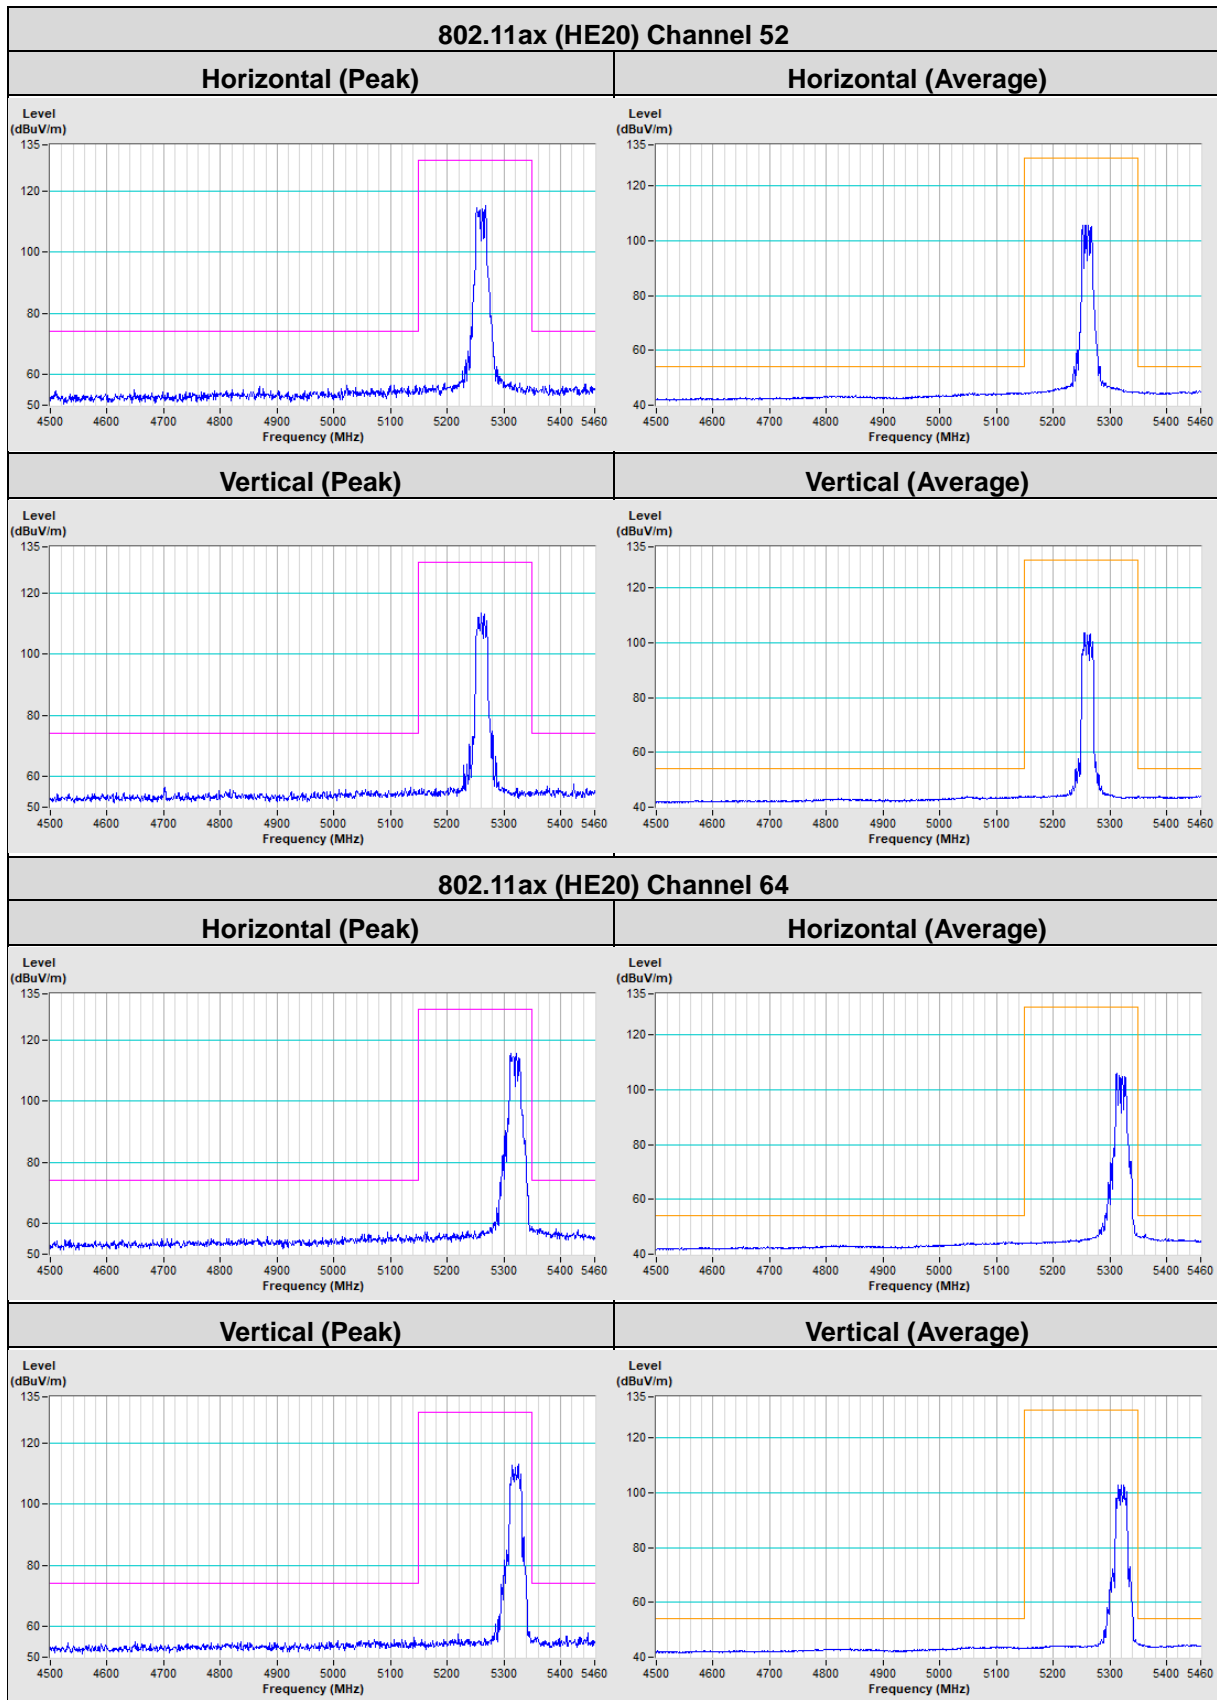 802.11ax (HE20) Channel 52
Horizontal (Peak)
Horizontal (Average)
Level
(dBuV/m)
135
120
100
80
60
50
4500 4600 4700 4800 4900 5000 5100 5200 5300 5400 5460
Frequency (MHz)
Level
(dBuV/m)
135
120
100
80
60
40
4500 4600 4700 4800 4900 5000 5100 5200 5300 5400 5460
Frequency (MHz)
Vertical (Peak)
Vertical (Average)
Level
(dBuV/m)
135
120
100
80
60
50
4500 4600 4700 4800 4900 5000 5100 5200 5300 5400 5460
Frequency (MHz)
Level
(dBuV/m)
135
120
100
80
60
40
4500 4600 4700 4800 4900 5000 5100 5200 5300 5400 5460
Frequency (MHz)
802.11ax (HE20) Channel 64
Horizontal (Peak)
Horizontal (Average)
Level
(dBuV/m)
135
120
100
80
60
50
4500 4600 4700 4800 4900 5000 5100 5200 5300 5400 5460
Frequency (MHz)
Level
(dBuV/m)
135
120
100
80
60
40
4500 4600 4700 4800 4900 5000 5100 5200 5300 5400 5460
Frequency (MHz)
Vertical (Peak)
Vertical (Average)
Level
(dBuV/m)
135
120
100
80
60
50
4500 4600 4700 4800 4900 5000 5100 5200 5300 5400 5460
Frequency (MHz)
Level
(dBuV/m)
135
120
100
80
60
40
4500 4600 4700 4800 4900 5000 5100 5200 5300 5400 5460
Frequency (MHz)